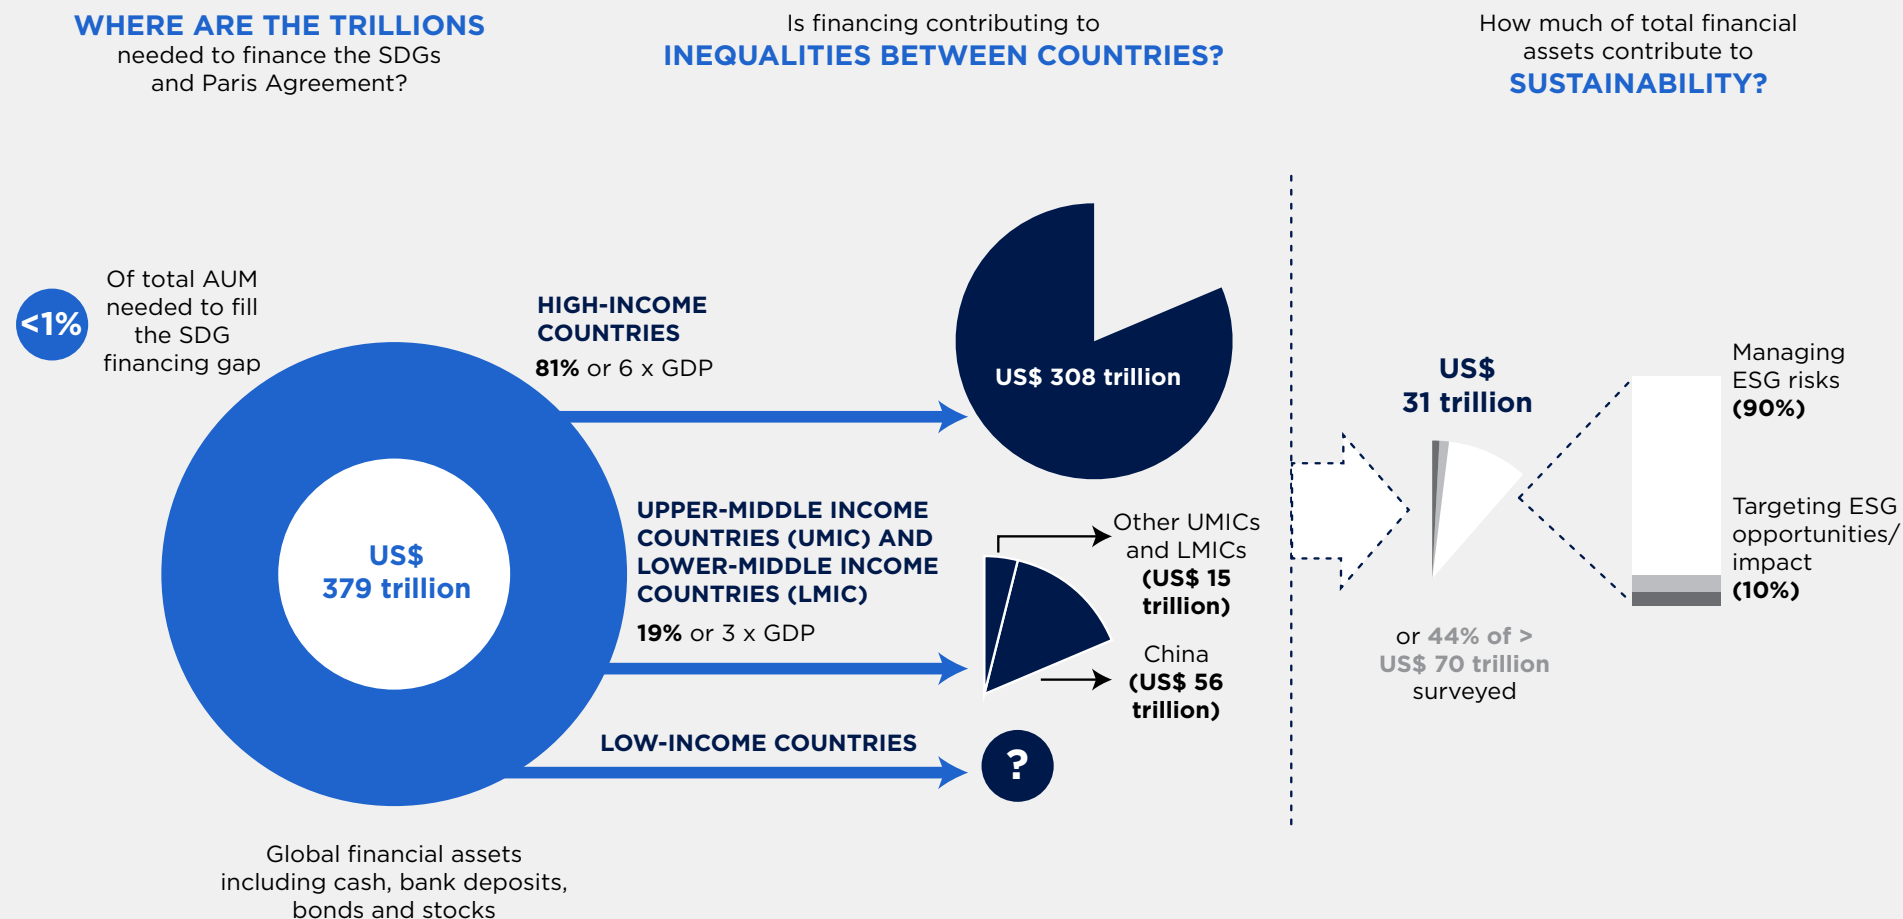 WHERE ARE THE TRILLIONS
needed to finance the SDGs
and Paris Agreement?
Is financing contributing to
INEQUALITIES BETWEEN COUNTRIES?
How much of total financial
assets contribute to
SUSTAINABILITY?
<1%
Of total AUM
needed to fill
the SDG
financing gap
US$
379 trillion
Global financial assets
including cash, bank deposits,
bonds and stocks
HIGH-INCOME
COUNTRIES
81% or 6 x GDP
US$ 308 trillion
UPPER-MIDDLE INCOME
COUNTRIES (UMIC) AND
LOWER-MIDDLE INCOME
COUNTRIES (LMIC)
19% or 3 x GDP
Other UMICs
and LMICs
(US$ 15
trillion)
China
(US$ 56
trillion)
LOW-INCOME COUNTRIES
?
US$
31 trillion
or 44% of >
US$ 70 trillion
surveyed
Managing
ESG risks
(90%)
Targeting ESG
opportunities/
impact
(10%)